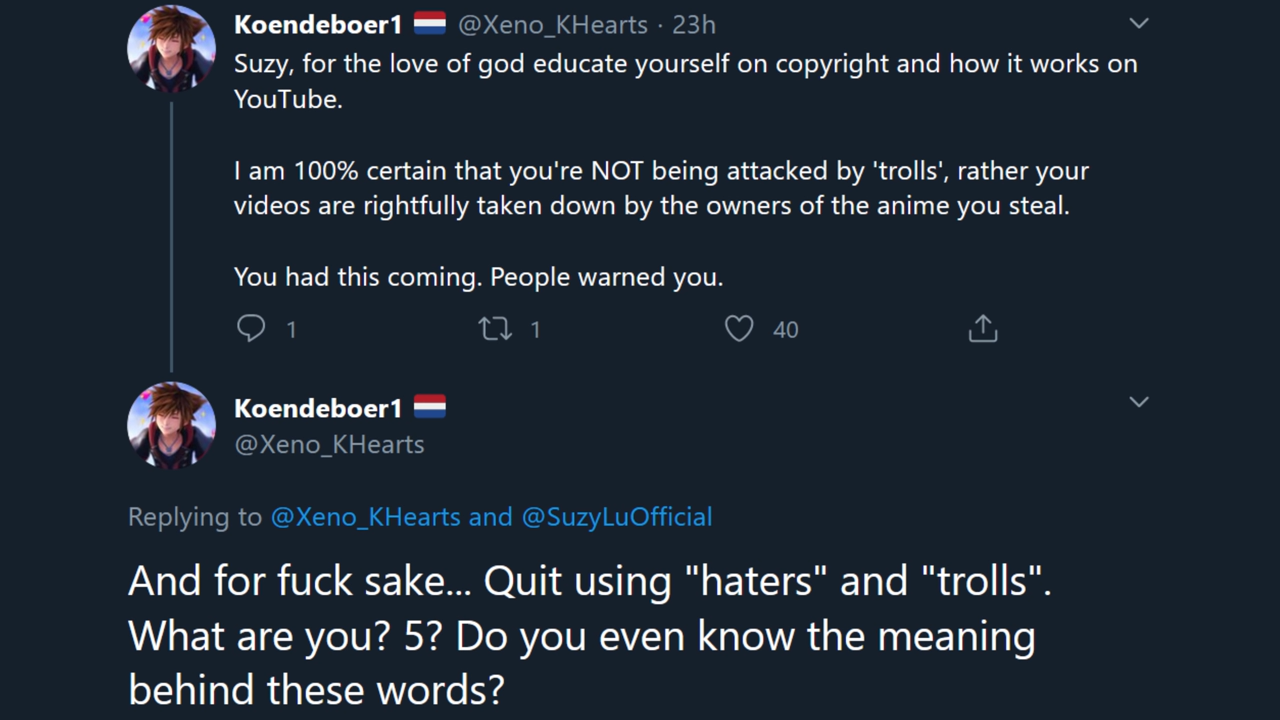 Koendeboer1 @Xeno_KHearts · 23h
Suzy, for the love of god educate yourself on copyright and how it works on
YouTube.
I am 100% certain that you're NOT being attacked by 'trolls', rather your
videos are rightfully taken down by the owners of the anime you steal.
You had this coming. People warned you.
1 1 40
Koendeboer1
@Xeno_KHearts
Replying to @Xeno_KHearts and @SuzyLuOfficial
And for fuck sake... Quit using "haters" and "trolls".
What are you? 5? Do you even know the meaning
behind these words?